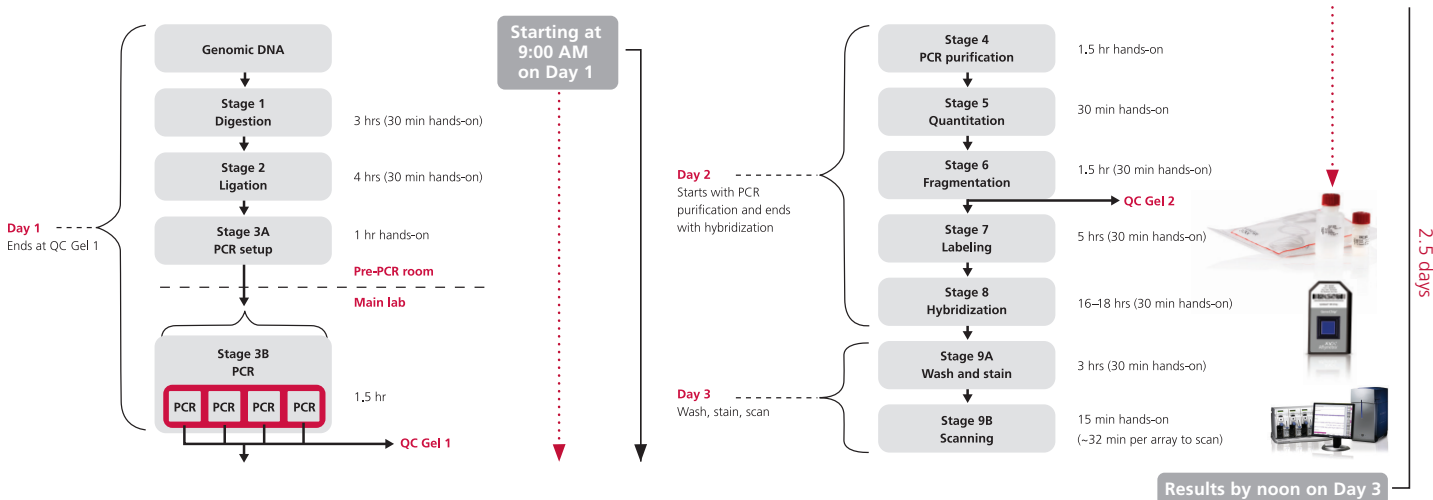 Genomic DNA
Stage 1
Digestion
3 hrs (30 min hands-on)
Stage 2
Ligation
4 hrs (30 min hands-on)
Day 1
Ends at QC Gel 1
Stage 3A
PCR setup
1 hr hands-on
Pre-PCR room
Main lab
Stage 3B
PCR
1.5 hr
PCR PCR PCR PCR
QC Gel 1
Starting at
9:00 AM
on Day 1
Stage 4
PCR purification
1.5 hr hands-on
Stage 5
Quantitation
30 min hands-on
Day 2
Starts with PCR
purification and ends
with hybridization
Stage 6
Fragmentation
1.5 hr (30 min hands-on)
QC Gel 2
Stage 7
Labeling
5 hrs (30 min hands-on)
Stage 8
Hybridization
16–18 hrs (30 min hands-on)
Day 3
Wash, stain, scan
Stage 9A
Wash and stain
3 hrs (30 min hands-on)
Stage 9B
Scanning
15 min hands-on
(~32 min per array to scan)
2.5 days
Results by noon on Day 3